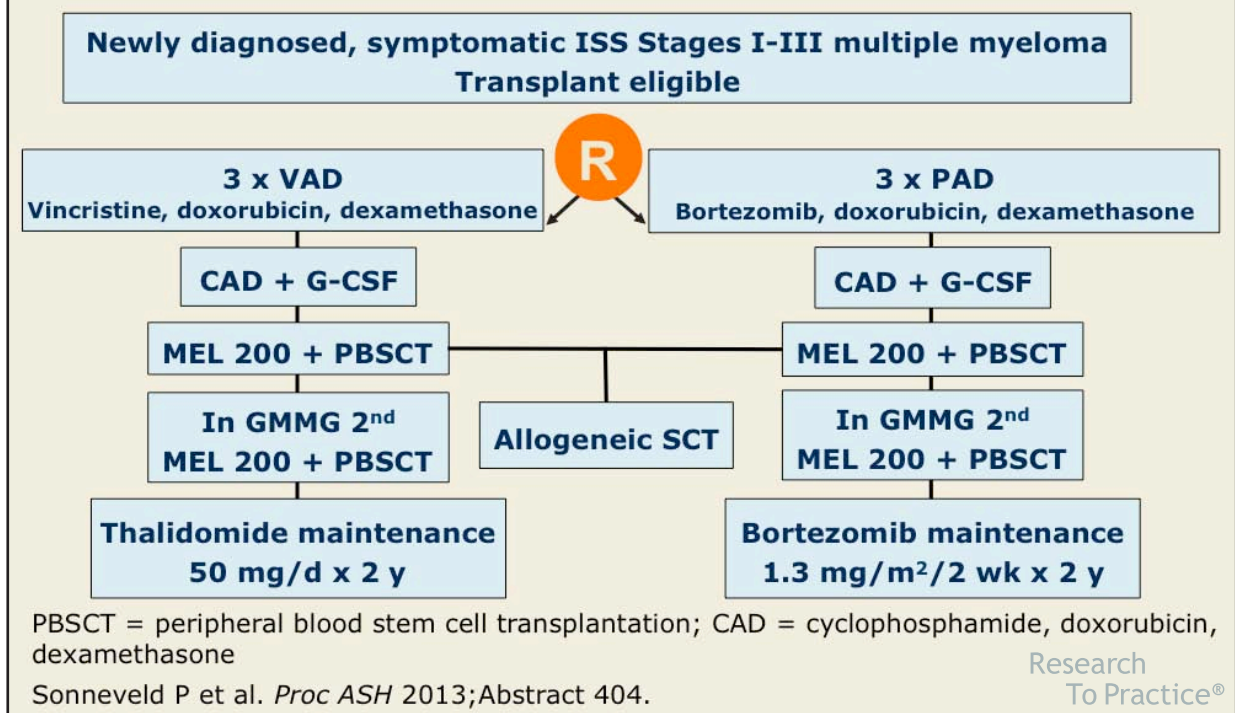 Newly diagnosed, symptomatic ISS Stages I-III multiple myeloma
Transplant eligible
R
3 x VAD
Vincristine, doxorubicin, dexamethasone
3 x PAD
Bortezomib, doxorubicin, dexamethasone
CAD + G-CSF
CAD + G-CSF
MEL 200 + PBSCT
MEL 200 + PBSCT
In GMMG 2nd
MEL 200 + PBSCT
Allogeneic SCT
In GMMG 2nd
MEL 200 + PBSCT
Thalidomide maintenance
50 mg/d x 2 y
Bortezomib maintenance
1.3 mg/m²/2 wk x 2 y
PBSCT = peripheral blood stem cell transplantation; CAD = cyclophosphamide, doxorubicin,
dexamethasone
Sonneveld P et al. Proc ASH 2013;Abstract 404.
Research
To Practice®